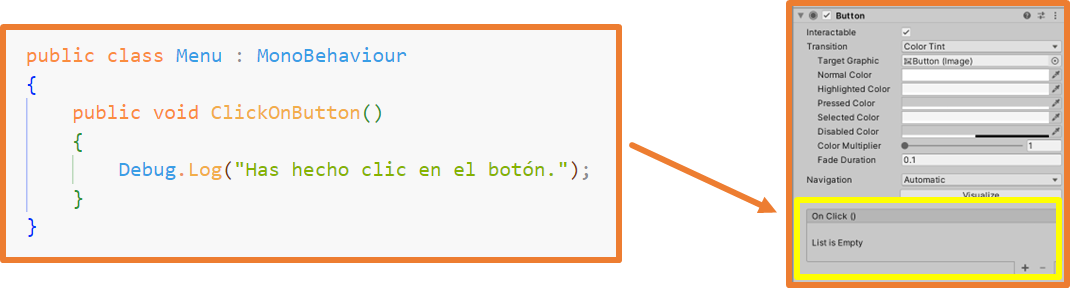 public class Menu : MonoBehaviour
{
public void ClickOnButton()
{
Debug.Log("Has hecho clic en el botón.");
}
}
Button
Interactable
Transition Color Tint
Target Graphic Button (Image)
Normal Color
Highlighted Color
Pressed Color
Selected Color
Disabled Color
Color Multiplier 1
Fade Duration 0.1
Navigation Automatic
Visualize
On Click ()
List is Empty
+ −